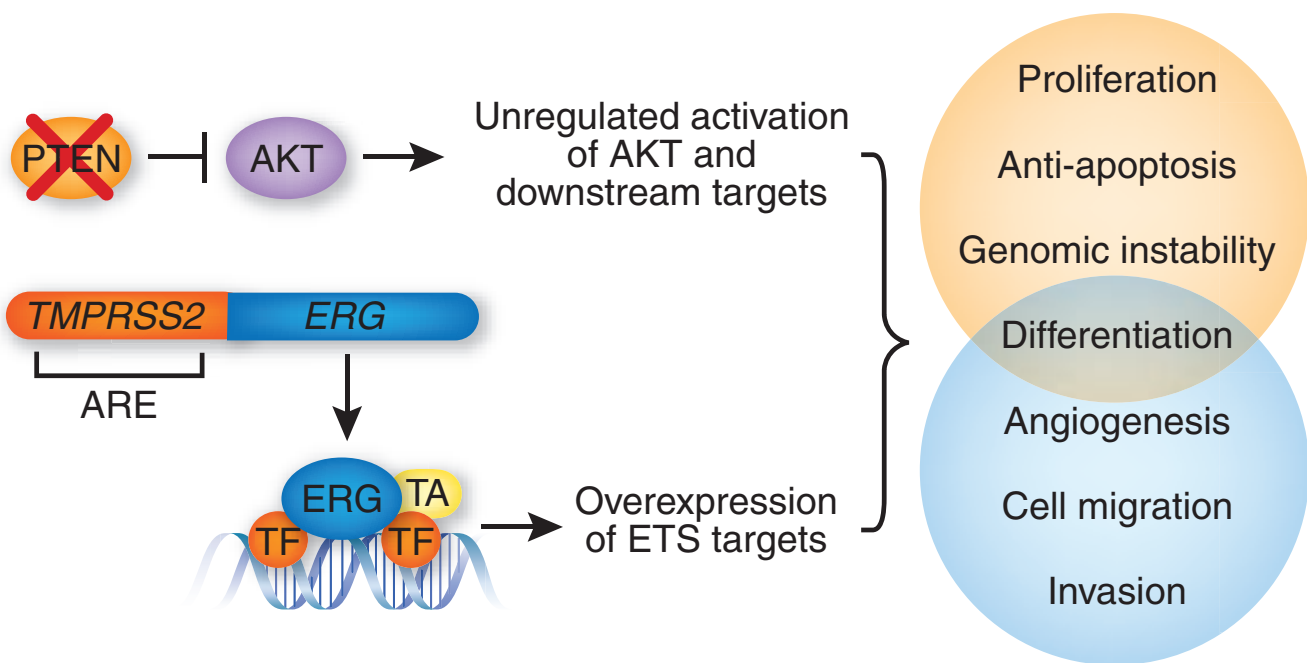 PTEN
AKT
Unregulated activation
of AKT and
downstream targets
TMPRSS2
ERG
ARE
ERG
TA
TF
TF
Overexpression
of ETS targets
Proliferation
Anti-apoptosis
Genomic instability
Differentiation
Angiogenesis
Cell migration
Invasion